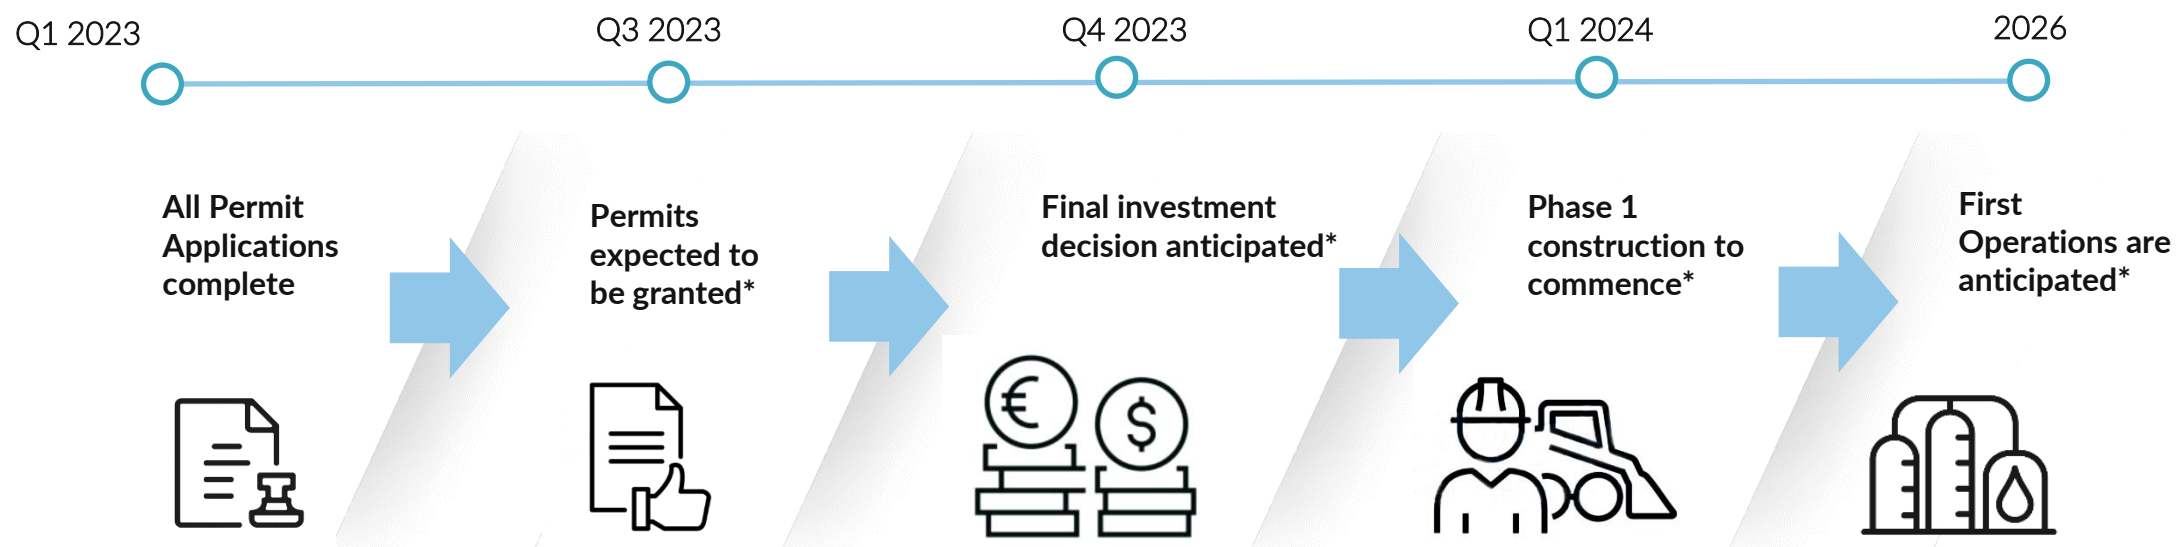 Q1 2023
Q3 2023
Q4 2023
Q1 2024
2026
All Permit
Applications
complete
Permits
expected to
be granted*
Final investment
decision anticipated*
Phase 1
construction to
commence*
First
Operations are
anticipated*
€
$